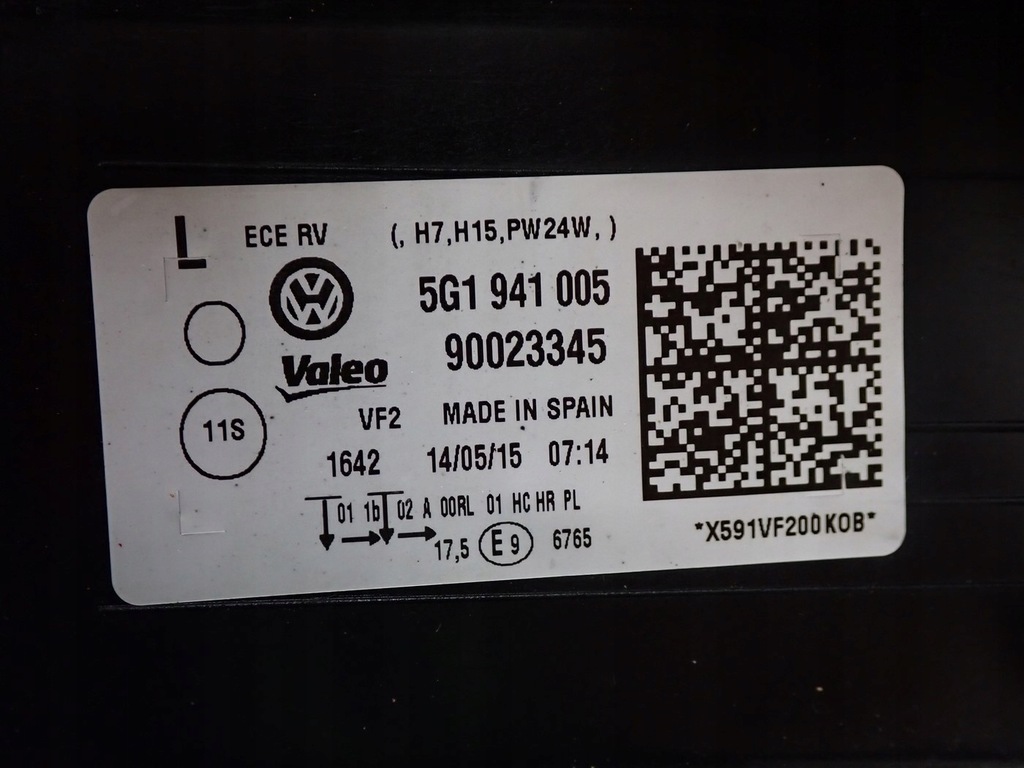 L ECE RV (, H7,H15,PW24W, )
5G1 941 005
Valeo 90023345
11S VF2 MADE IN SPAIN
1642 14/05/15 07:14
01 1b 02 A 00RL 01 HC HR PL
17,5 E9 6765
*X591VF200KOB*